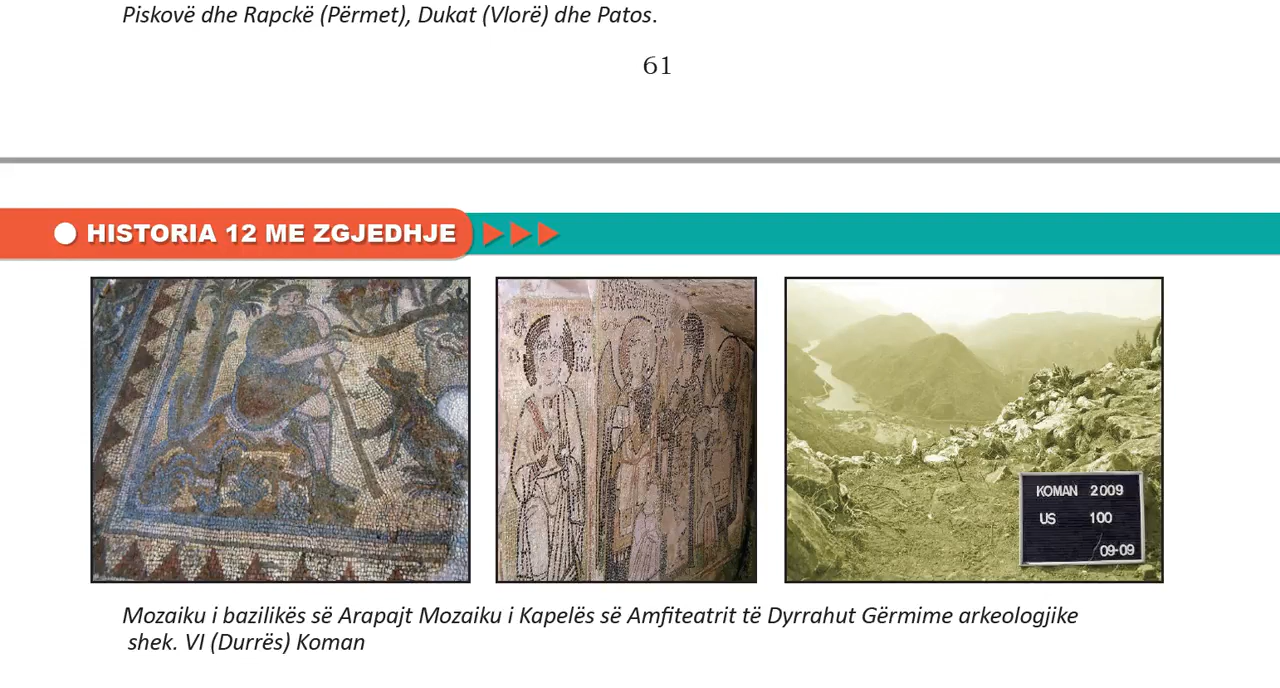 Piskovë dhe Rapckë (Përmet), Dukat (Vlorë) dhe Patos.
61
HISTORIA 12 ME ZGJEDHJE
KOMAN 2009
US 100
09-09
Mozaiku i bazilikës së Arapajt Mozaiku i Kapelës së Amfiteatrit të Dyrrahut Gërmime arkeologjike
shek. VI (Durrës) Koman